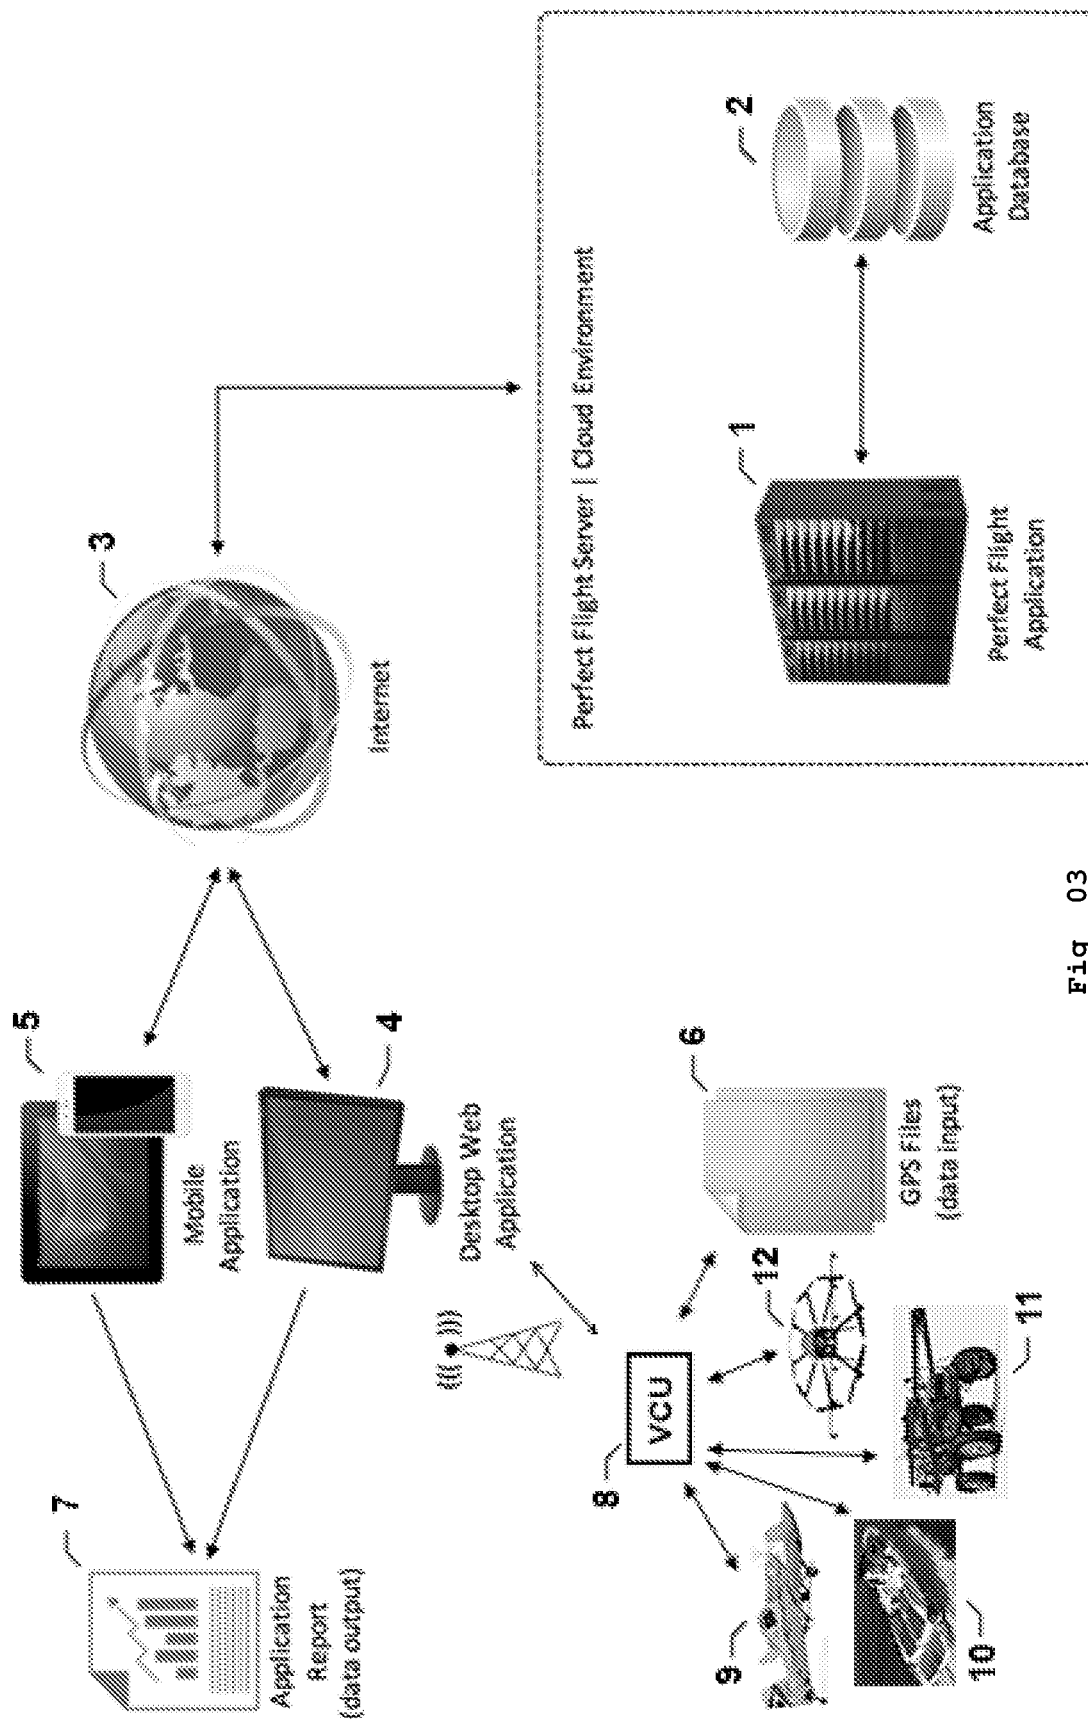 7
Application
Report
(data output)
5
Mobile
Application
4
Desktop Web
Application
3
Internet
((( )))
8
VCU
9
10
11
12
6
GPS Files
(data input)
Perfect Flight Server | Cloud Environment
1
Perfect Flight
Application
2
Application
Database
Fig 03